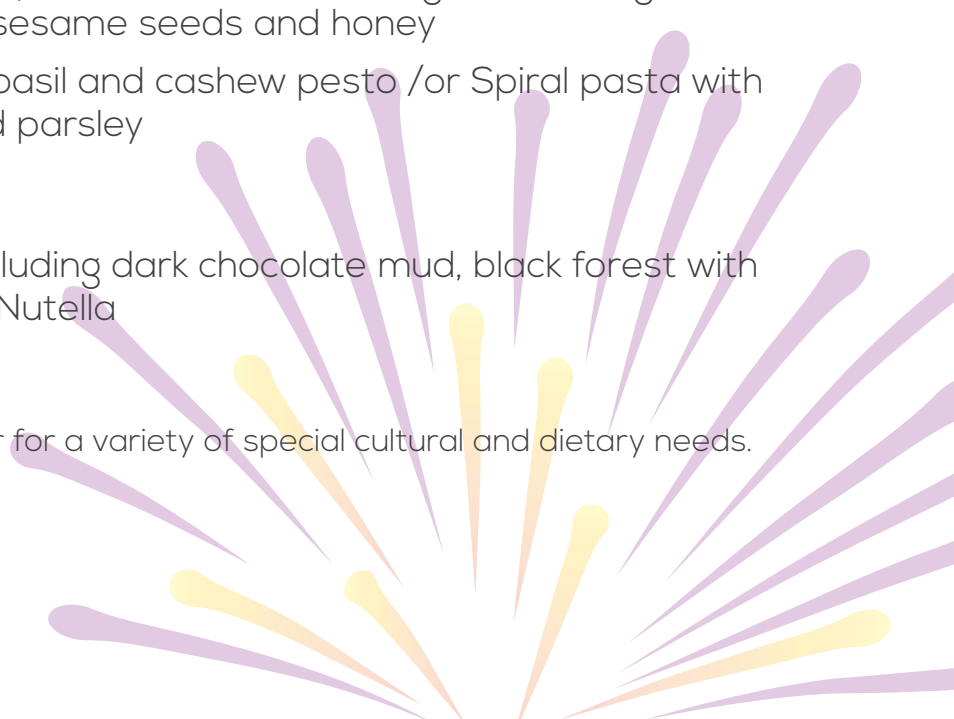 sesame seeds and honey
basil and cashew pesto /or Spiral pasta with
parsley
dark chocolate mud, black forest with
Nutella
for a variety of special cultural and dietary needs.